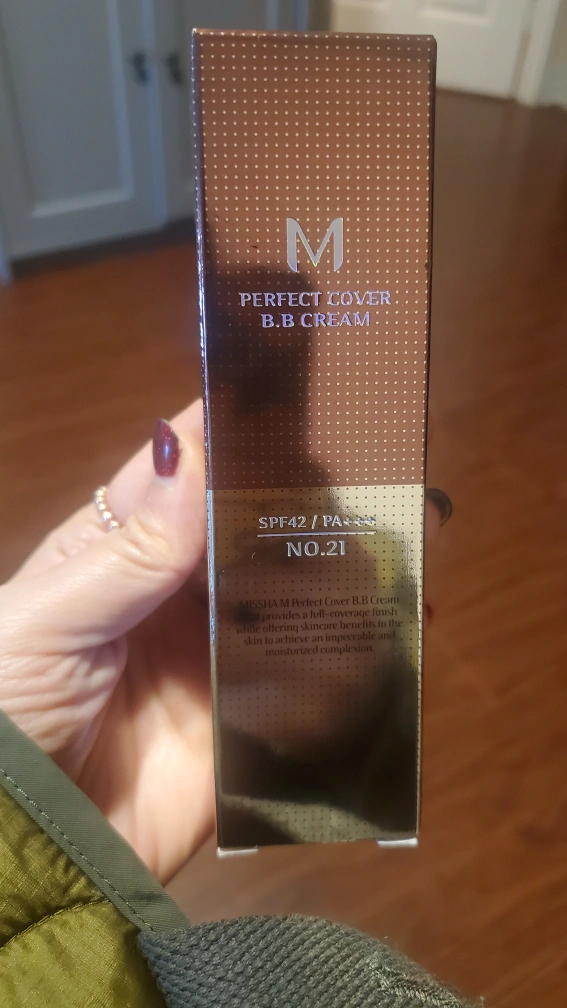 M
PERFECT COVER
B.B CREAM
SPF42 / PA+++
NO.21
MISSHA M Perfect Cover B.B Cream
provides a full-coverage finish
while offering skincare benefits to the
skin to achieve an impeccable and
moisturized complexion.